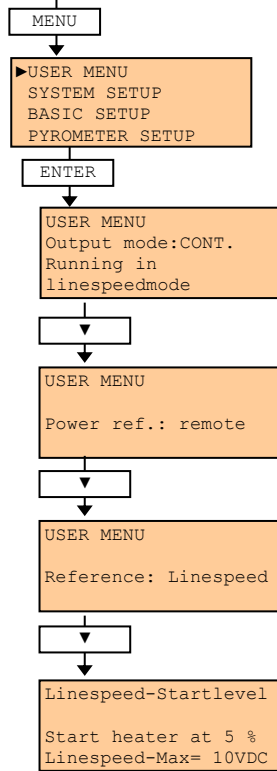 MENU
►USER MENU
SYSTEM SETUP
BASIC SETUP
PYROMETER SETUP
ENTER
USER MENU
Output mode:CONT.
Running in
linespeedmode
▼
USER MENU
Power ref.: remote
▼
USER MENU
Reference: Linespeed
▼
Linespeed-Startlevel
Start heater at 5 %
Linespeed-Max= 10VDC